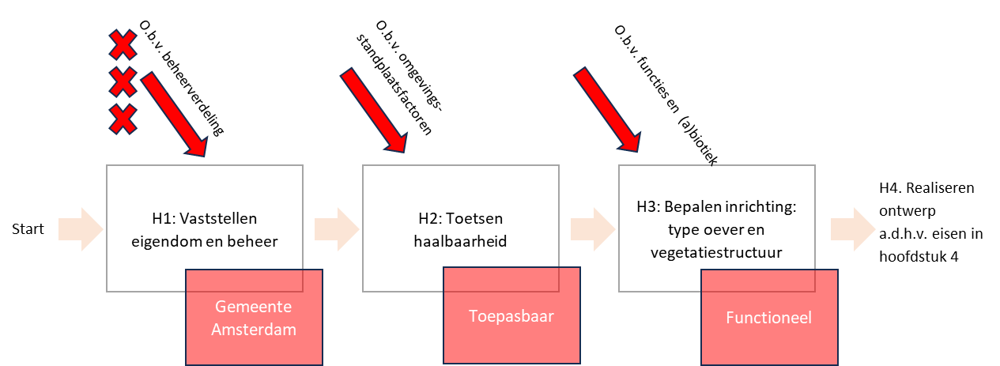 O.b.v. beheerverdeling
O.b.v. omgevings-
standplaatsfactoren
O.b.v. functies en (a)biotiek
Start
H1: Vaststellen
eigendom en beheer
H2: Toetsen
haalbaarheid
H3: Bepalen inrichting:
type oever en
vegetatiestructuur
H4. Realiseren
ontwerp
a.d.h.v. eisen in
hoofdstuk 4
Gemeente
Amsterdam
Toepasbaar
Functioneel